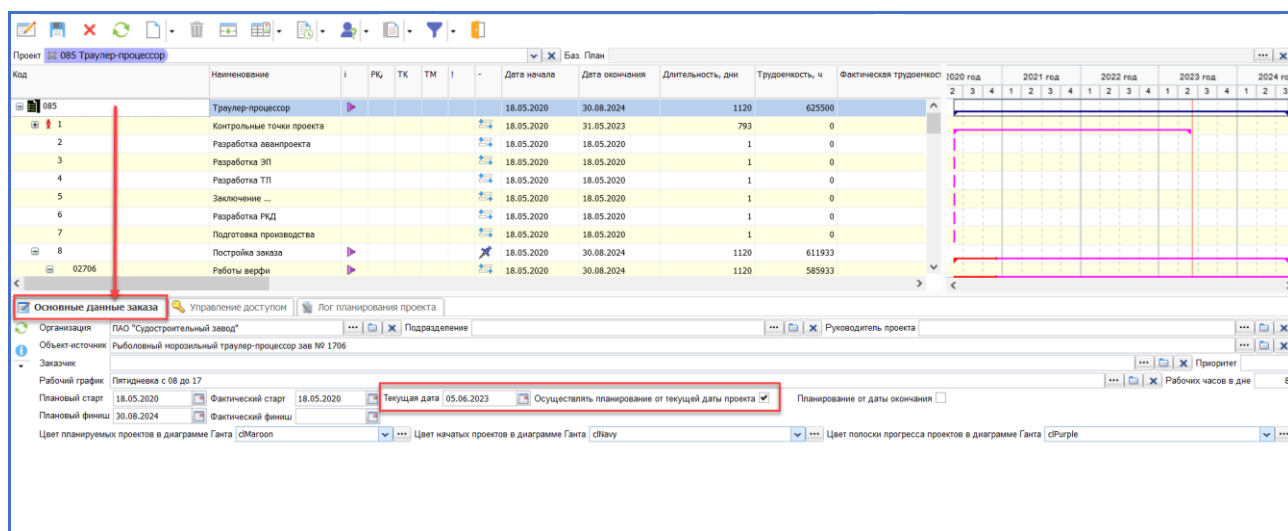 Проект 085 Траулер-процессор Баз. План
Код Наименование i РК, ТК ТМ ! - Дата начала Дата окончания Длительность, дни Трудоемкость, ч Фактическая трудоемкост 2020 год 2021 год 2022 год 2023 год 2024 го
2 3 4 1 2 3 4 1 2 3 4 1 2 3 4 1 2 3
085 Траулер-процессор 18.05.2020 30.08.2024 1120 625500
1 Контрольные точки проекта 18.05.2020 31.05.2023 793 0
2 Разработка аванпроекта 18.05.2020 18.05.2020 1 0
3 Разработка ЭП 18.05.2020 18.05.2020 1 0
4 Разработка ТП 18.05.2020 18.05.2020 1 0
5 Заключение ... 18.05.2020 18.05.2020 1 0
6 Разработка РКД 18.05.2020 18.05.2020 1 0
7 Подготовка производства 18.05.2020 18.05.2020 1 0
8 Постройка заказа 18.05.2020 30.08.2024 1120 611933
02706 Работы верфи 18.05.2020 30.08.2024 1120 585933
Основные данные заказа Управление доступом Лог планирования проекта
Организация ПАО "Судостроительный завод" Подразделение Руководитель проекта
Объект-источник Рыболовный морозильный траулер-процессор зав № 1706
Заказчик Приоритет
Рабочий график Пятидневка с 08 до 17 Рабочих часов в дне 8
Плановый старт 18.05.2020 Фактический старт 18.05.2020 Текущая дата 05.06.2023 Осуществлять планирование от текущей даты проекта Планирование от даты окончания
Плановый финиш 30.08.2024 Фактический финиш
Цвет планируемых проектов в диаграмме Ганта clMaroon Цвет начатых проектов в диаграмме Ганта clNavy Цвет полоски прогресса проектов в диаграмме Ганта clPurple